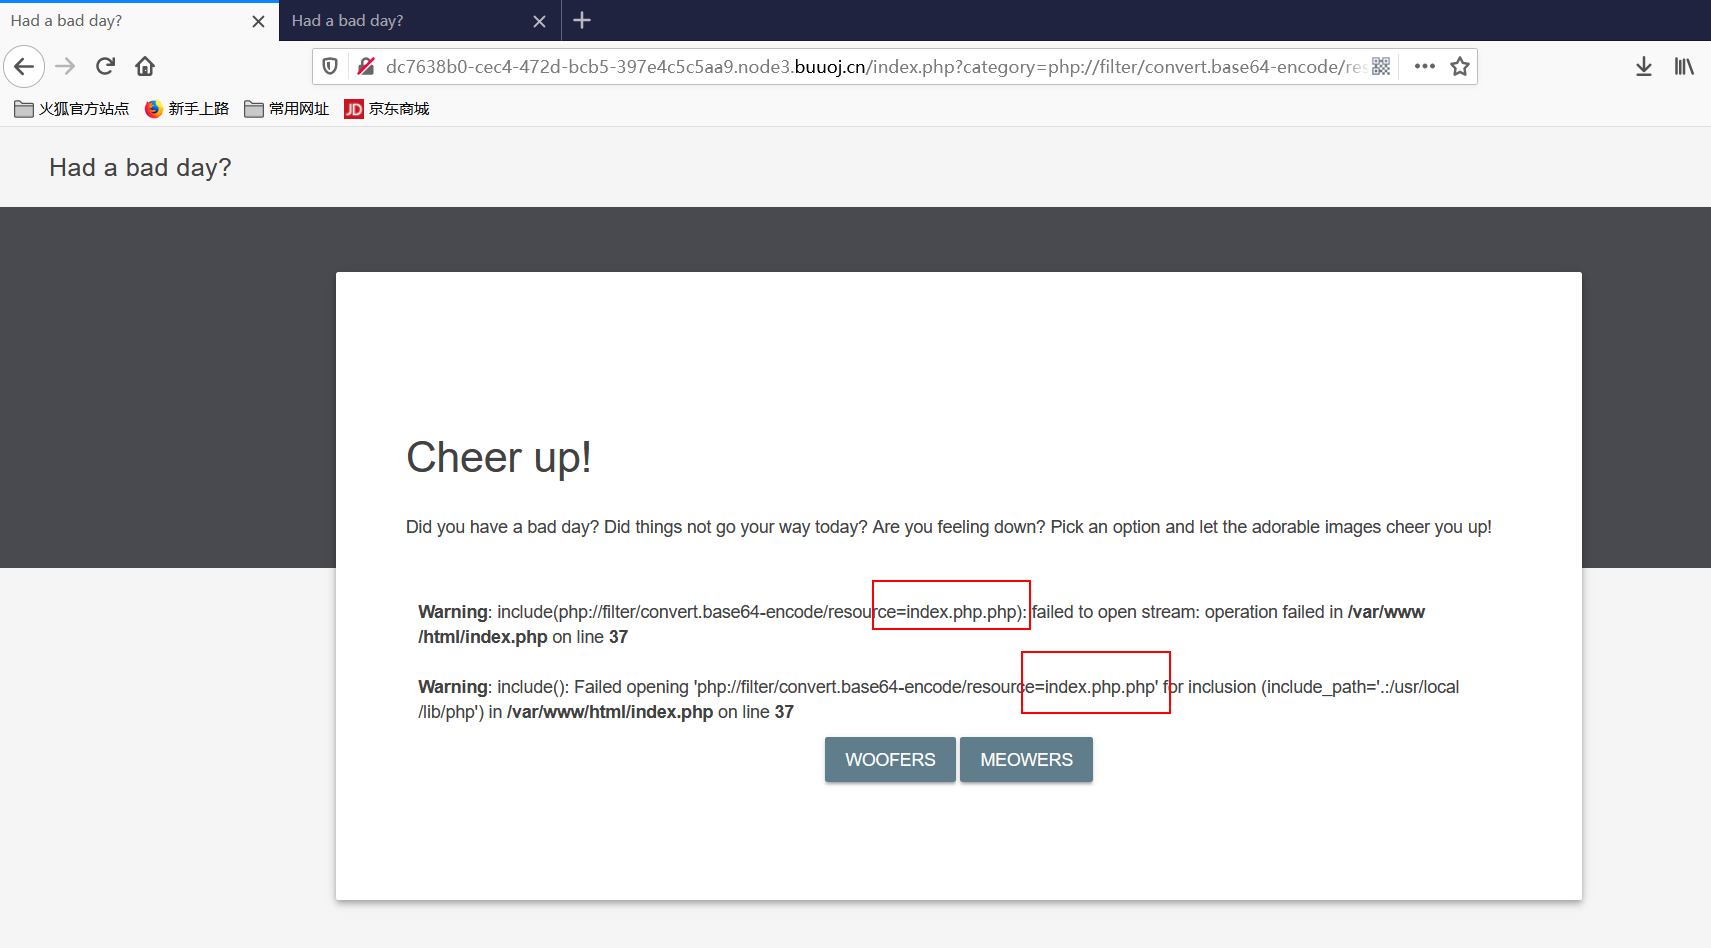 Had a bad day?
Had a bad day?
dc7638b0-cec4-472d-bcb5-397e4c5c5aa9.node3.buuoj.cn/index.php?category=php://filter/convert.base64-encode/res
火狐官方站点
新手上路
常用网址
JD 京东商城
Had a bad day?
Cheer up!
Did you have a bad day? Did things not go your way today? Are you feeling down? Pick an option and let the adorable images cheer you up!
Warning: include(php://filter/convert.base64-encode/resource=index.php.php): failed to open stream: operation failed in /var/www
/html/index.php on line 37
Warning: include(): Failed opening 'php://filter/convert.base64-encode/resource=index.php.php' for inclusion (include_path='.:/usr/local
/lib/php') in /var/www/html/index.php on line 37
WOOFERS
MEOWERS